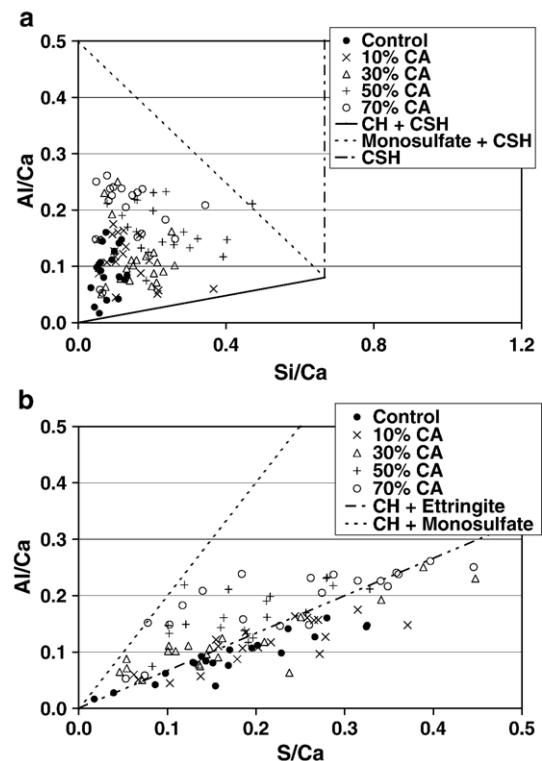 a
0.5
0.4
0.3
0.2
0.1
0.0
Al/Ca
0.0
0.4
0.8
1.2
Si/Ca
Control
10% CA
30% CA
50% CA
70% CA
CH + CSH
Monosulfate + CSH
CSH
b
0.5
0.4
0.3
0.2
0.1
0.0
Al/Ca
0.0
0.1
0.2
0.3
0.4
0.5
S/Ca
Control
10% CA
30% CA
50% CA
70% CA
CH + Ettringite
CH + Monosulfate